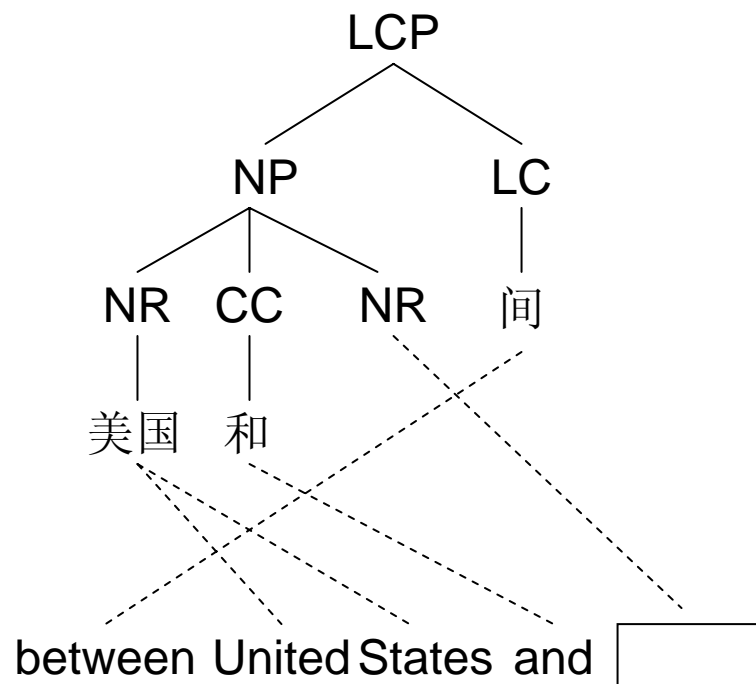 LCP
NP LC
NR CC NR 间
美国 和
between United States and